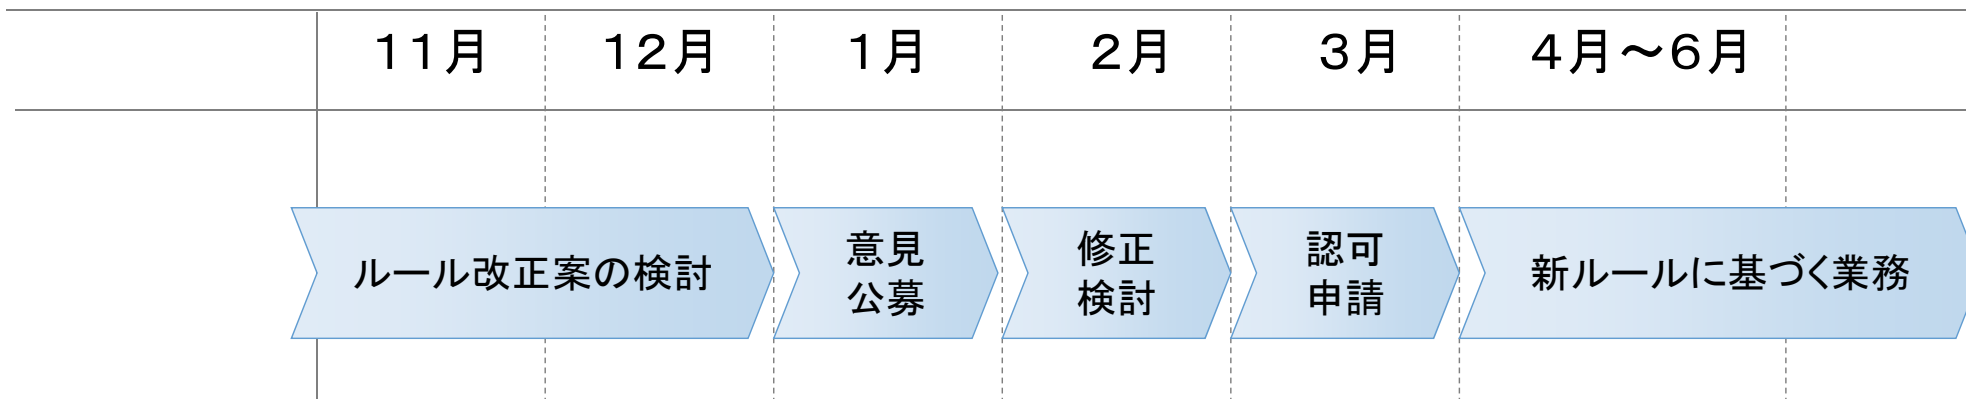 11月 12月 1月 2月 3月 4月～6月
ルール改正案の検討
意見
公募
修正
検討
認可
申請
新ルールに基づく業務